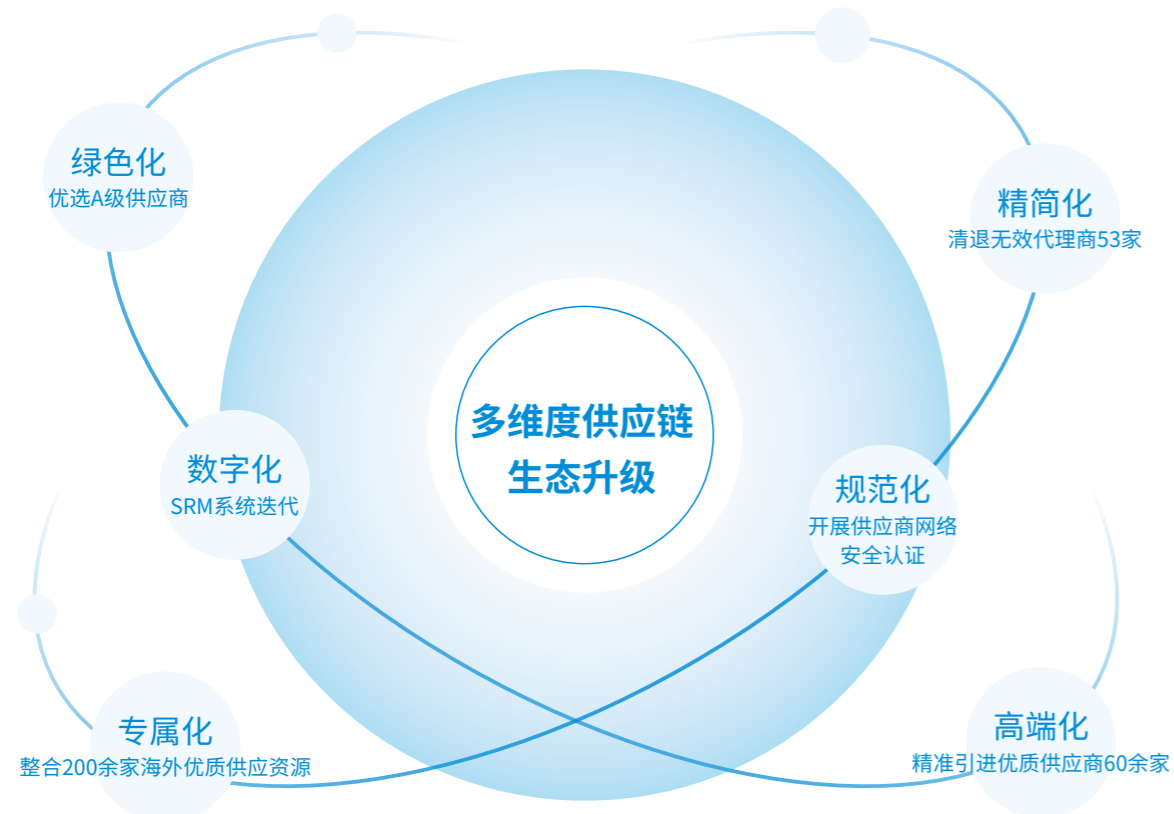 绿色化
优选A级供应商
精简化
清退无效代理商53家
多维度供应链
生态升级
数字化
SRM系统迭代
规范化
开展供应商网络
安全认证
专属化
整合200余家海外优质供应资源
高端化
精准引进优质供应商60余家